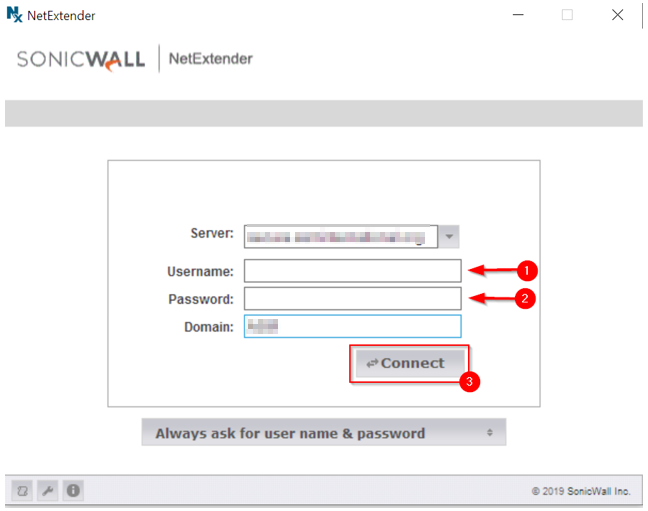 NetExtender
SONICWALL NetExtender
Server:
Username: 1
Password: 2
Domain:
Connect
3
Always ask for user name & password
© 2019 SonicWall Inc.